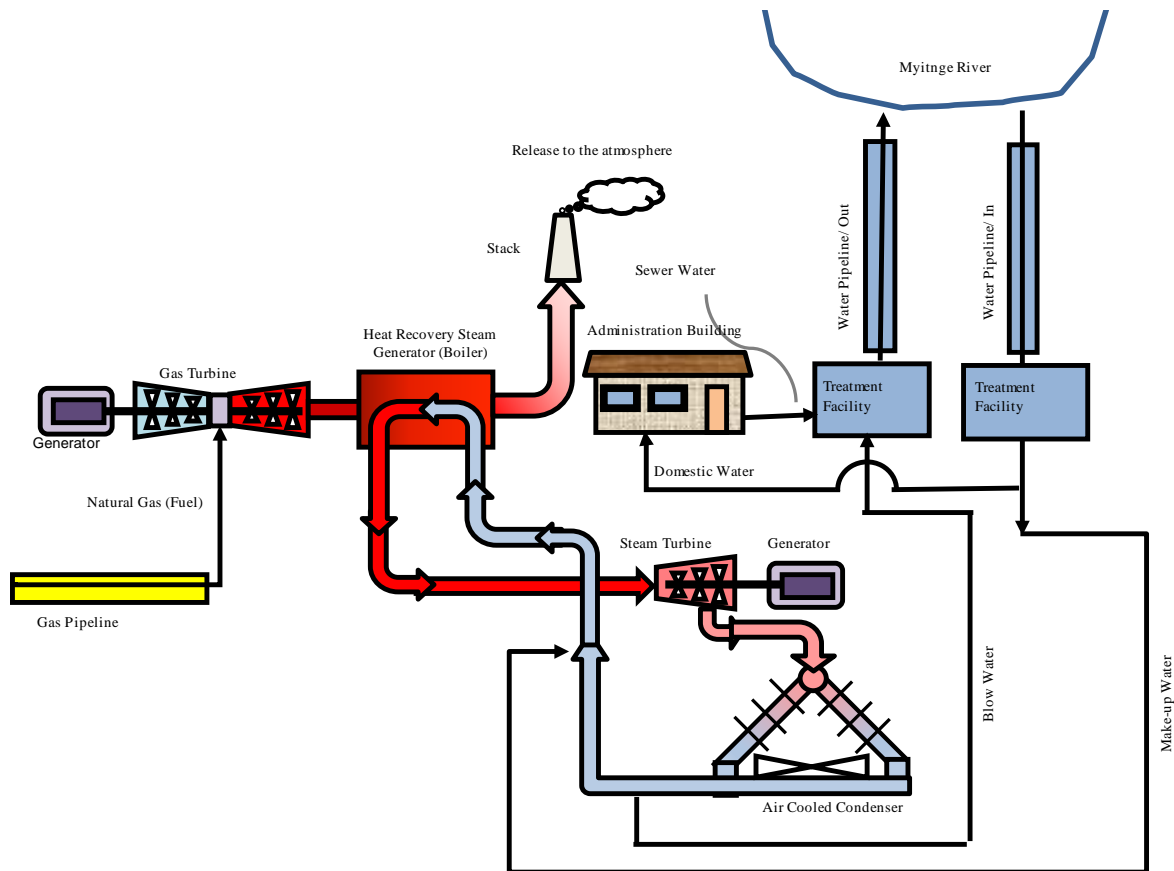 Myitnge River
Release to the atmosphere
Stack
Sewer Water
Water Pipeline/ Out
Water Pipeline/ In
Heat Recovery Steam
Generator (Boiler)
Administration Building
Gas Turbine
Treatment
Facility
Treatment
Facility
Generator
Domestic Water
Natural Gas (Fuel)
Steam Turbine
Generator
Gas Pipeline
Blow Water
Make-up Water
Air Cooled Condenser